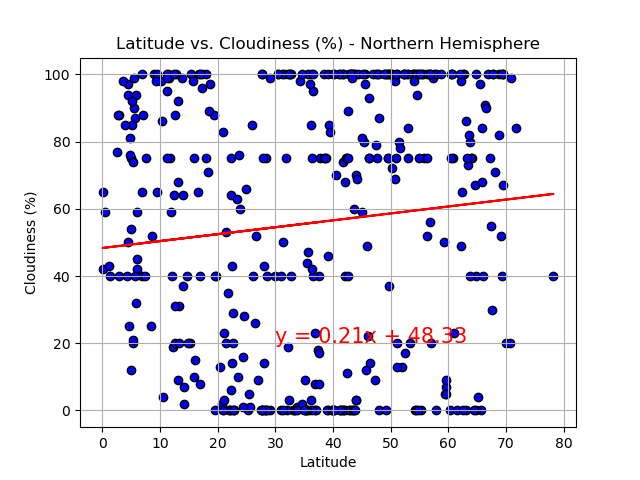 Latitude vs. Cloudiness (%) - Northern Hemisphere
100
80
60
40
20
0
Cloudiness (%)
y = 0.21x + 48.33
0 10 20 30 40 50 60 70 80
Latitude